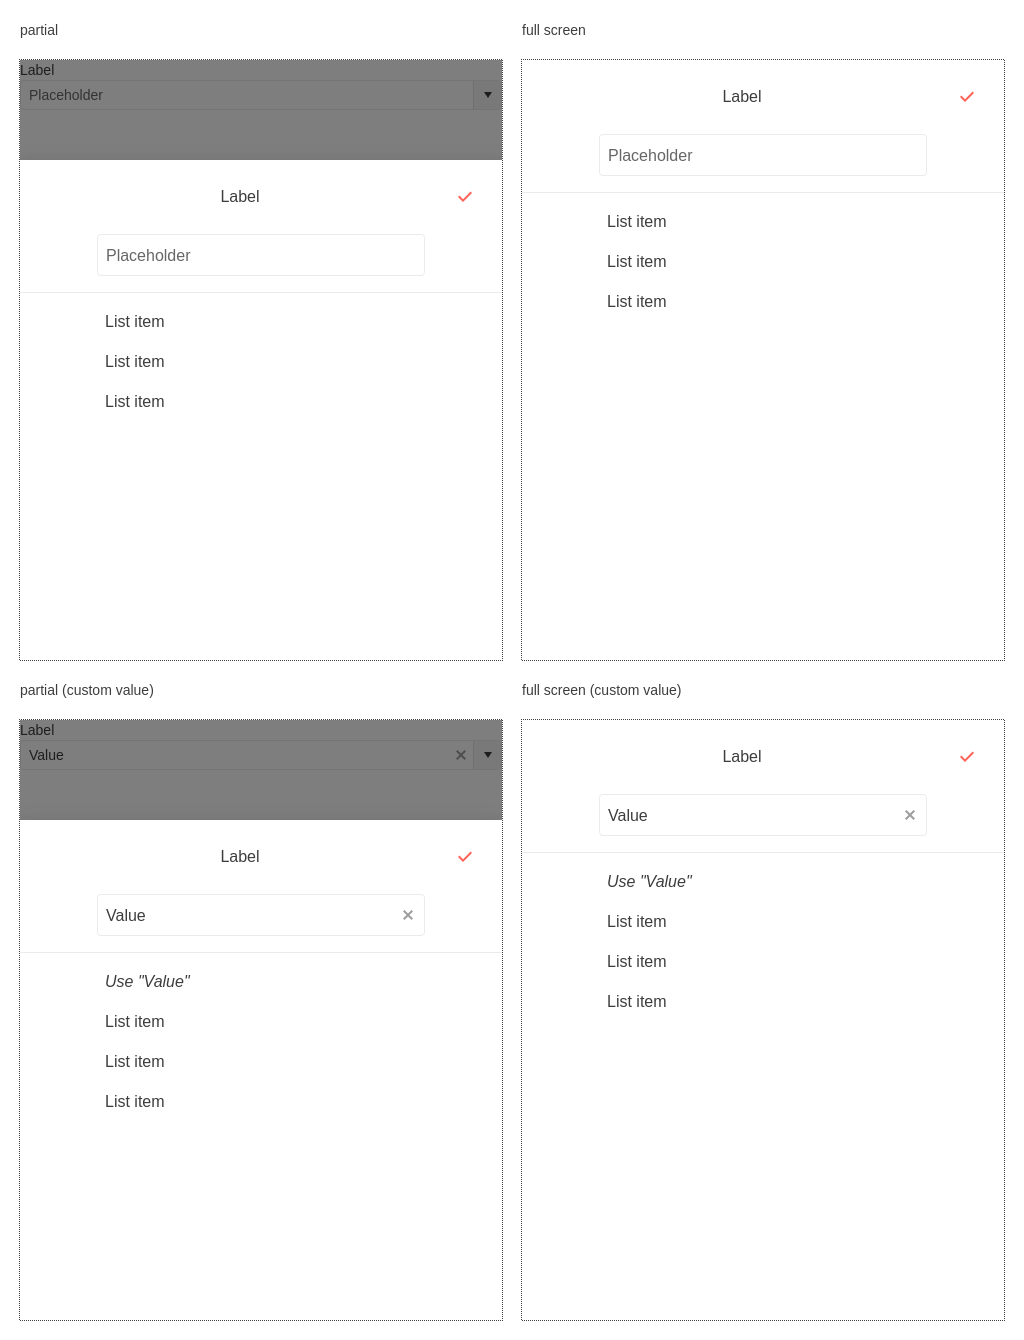 partial
Label
Placeholder
Label
Placeholder
List item
List item
List item
full screen
Label
Placeholder
List item
List item
List item
partial (custom value)
Label
Value
Label
Value
Use "Value"
List item
List item
List item
full screen (custom value)
Label
Value
Use "Value"
List item
List item
List item